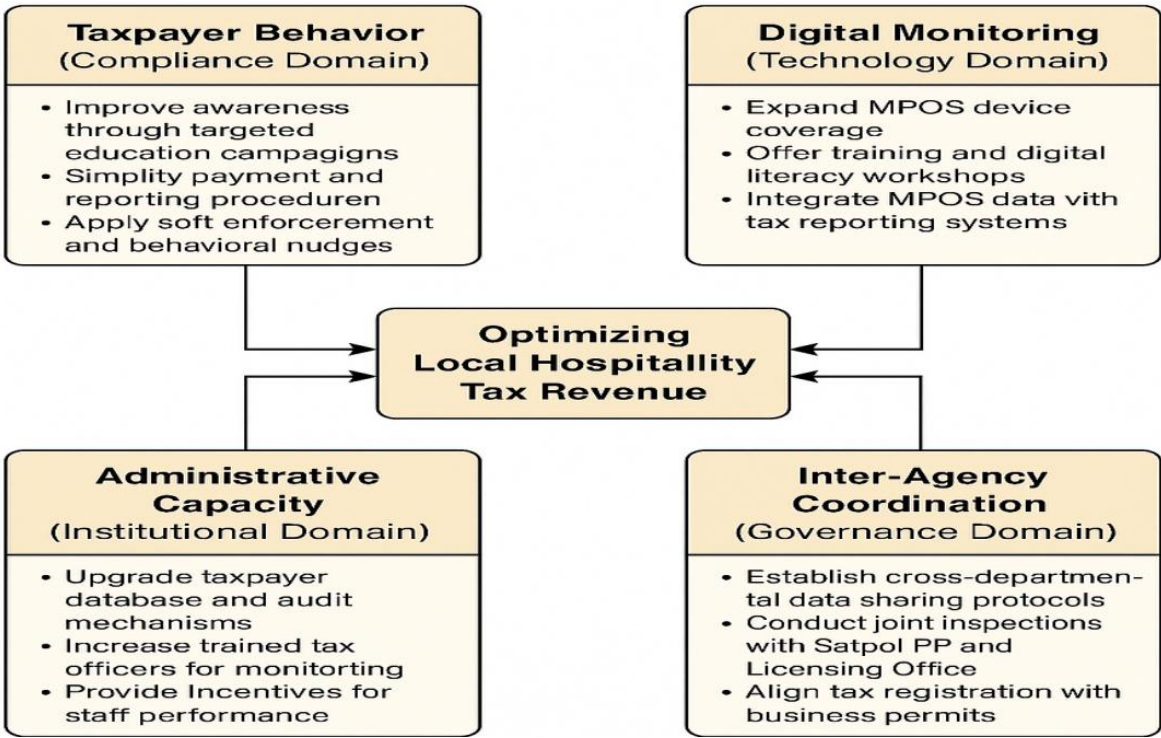 Taxpayer Behavior
(Compliance Domain)
• Improve awareness
through targeted
education campagigns
• Simplity payment and
reporting proceduren
• Apply soft enforcerement
and behavioral nudges
Digital Monitoring
(Technology Domain)
• Expand MPOS device
coverage
• Offer training and digital
literacy workshops
• Integrate MPOS data vith
tax reporting systems
Optimizing
Local Hospitallity
Tax Revenue
Administrative
Capacity
(Institutional Domain)
• Upgrade taxpayer
database and audit
mechanisms
• Increase trained tax
officers for monitorting
• Provide Incentives for
staff performance
Inter-Agency
Coordination
(Governance Domain)
• Establish cross-departmen-
tal data sharing protocols
• Conduct joint inspections
with Satpol PP and
Licensing Office
• Align tax registration with
business permits